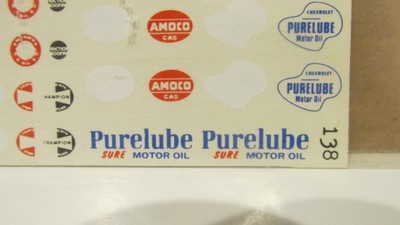 CHEVROLET
PURELUBE
Motor Oil
AMOCO
GAS
CHEVROLET
PURELUBE
Motor Oil
AMOCO
GAS
CHAMPION
CHAMPION
Purelube Purelube
SURE MOTOR OIL SURE MOTOR OIL
138